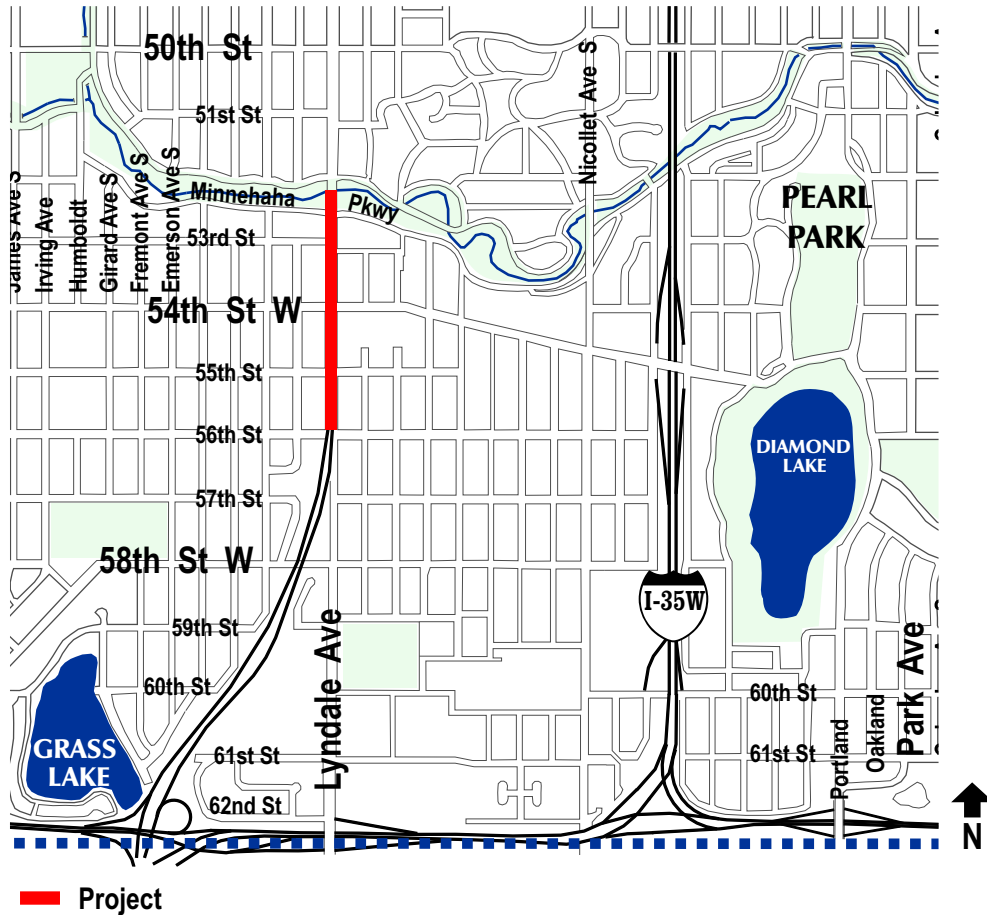 50th St
51st St
Nicollet Ave S
Minnehaha
Pkwy
PEARL
PARK
James Ave S
Irving Ave
Humboldt
Girard Ave S
Fremont Ave S
Emerson Ave S
53rd St
54th St W
55th St
56th St
DIAMOND
LAKE
57th St
58th St W
I-35W
59th St
Lyndale Ave
60th St
60th St
Portland
Oakland
Park Ave
GRASS
LAKE
61st St
61st St
62nd St
N
Project